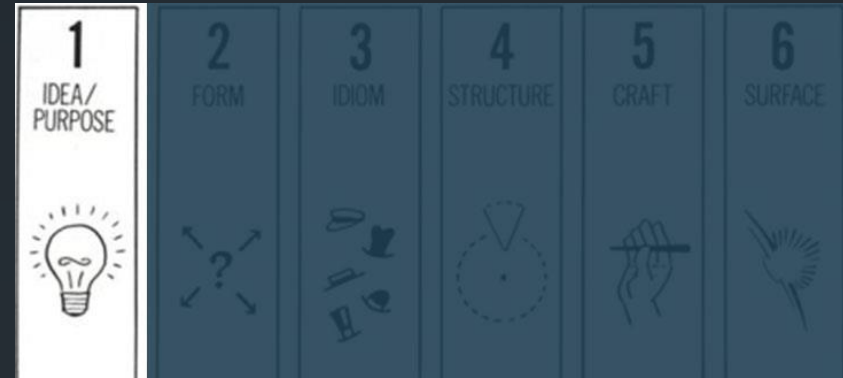 1
IDEA/
PURPOSE
2
FORM
3
IDIOM
4
STRUCTURE
5
CRAFT
6
SURFACE
?